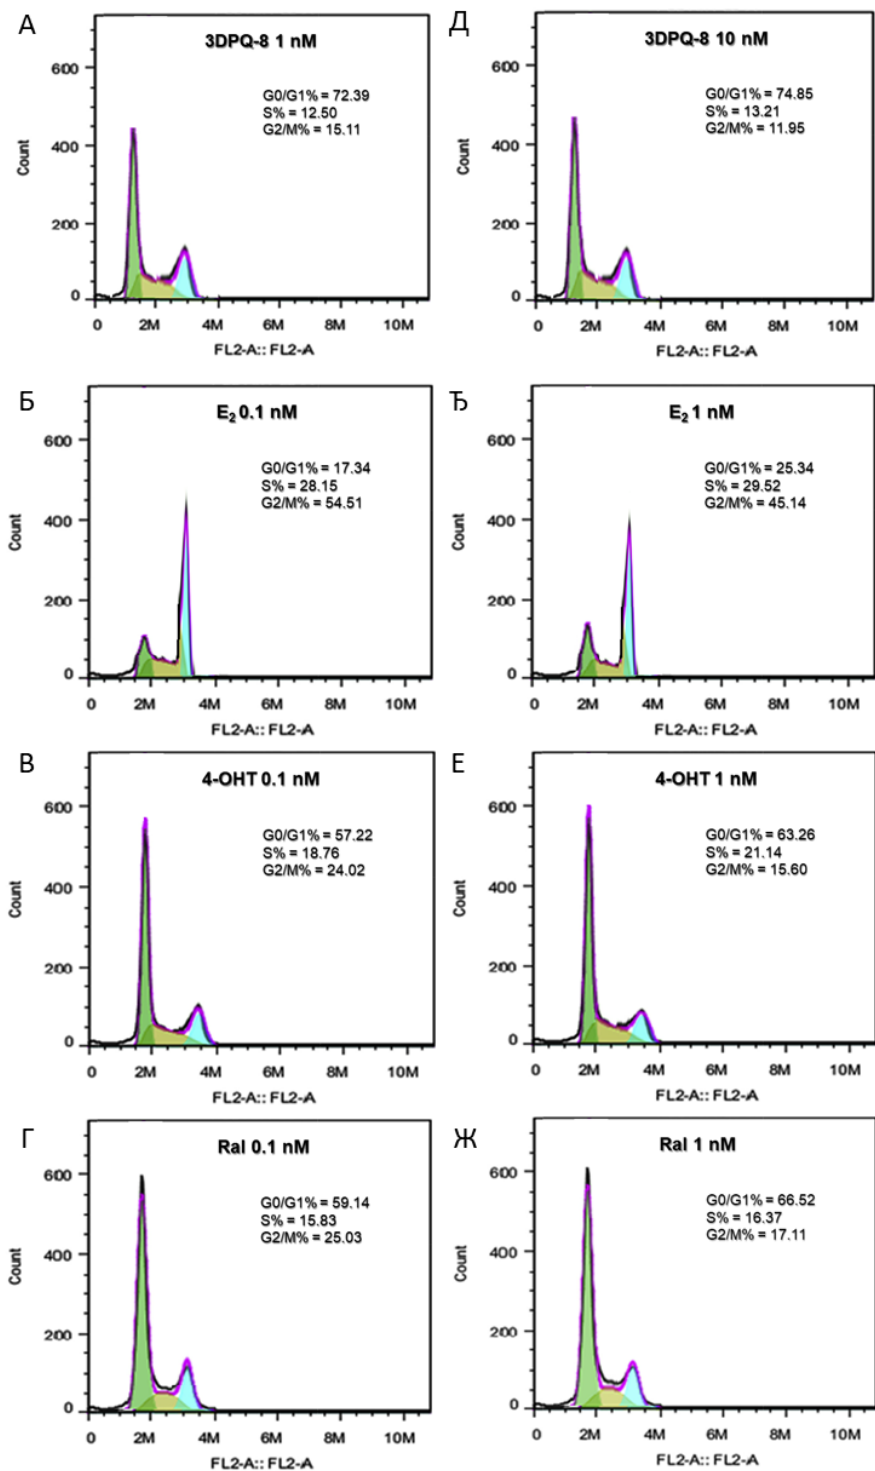 А
3DPQ-8 1 nM
G0/G1% = 72.39
S% = 12.50
G2/M% = 15.11
Count
600
400
200
0
0 2M 4M 6M 8M 10M
FL2-A:: FL2-A
Д
3DPQ-8 10 nM
G0/G1% = 74.85
S% = 13.21
G2/M% = 11.95
Count
600
400
200
0
0 2M 4M 6M 8M 10M
FL2-A:: FL2-A
Б
E₂ 0.1 nM
G0/G1% = 17.34
S% = 28.15
G2/M% = 54.51
Count
600
400
200
0
0 2M 4M 6M 8M 10M
FL2-A:: FL2-A
Ђ
E₂ 1 nM
G0/G1% = 25.34
S% = 29.52
G2/M% = 45.14
Count
600
400
200
0
0 2M 4M 6M 8M 10M
FL2-A:: FL2-A
В
4-OHT 0.1 nM
G0/G1% = 57.22
S% = 18.76
G2/M% = 24.02
Count
600
400
200
0
0 2M 4M 6M 8M 10M
FL2-A:: FL2-A
Е
4-OHT 1 nM
G0/G1% = 63.26
S% = 21.14
G2/M% = 15.60
Count
600
400
200
0
0 2M 4M 6M 8M 10M
FL2-A:: FL2-A
Г
Ral 0.1 nM
G0/G1% = 59.14
S% = 15.83
G2/M% = 25.03
Count
600
400
200
0
0 2M 4M 6M 8M 10M
FL2-A:: FL2-A
Ж
Ral 1 nM
G0/G1% = 66.52
S% = 16.37
G2/M% = 17.11
Count
600
400
200
0
0 2M 4M 6M 8M 10M
FL2-A:: FL2-A